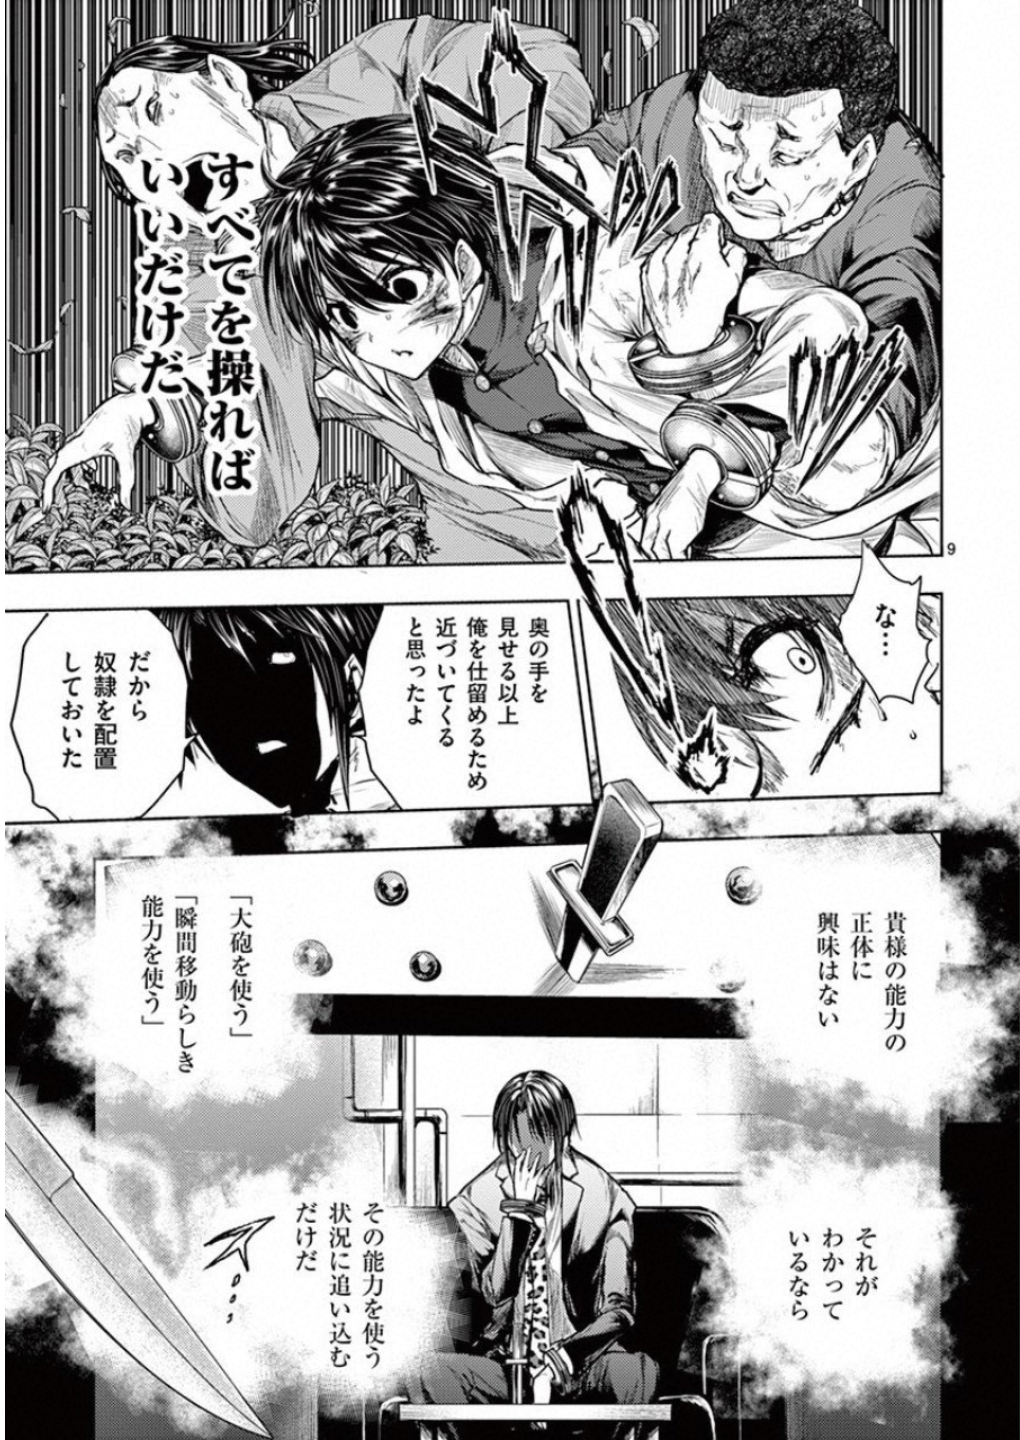 すべてを操れば
いいだけだ
9
な…
奥の手を
見せる以上
俺を仕留めるため
近づいてくる
と思ったよ
だから
奴隷を配置
しておいた
貴様の能力の
正体に
興味はない
「大砲を使う」
「瞬間移動らしき
能力を使う」
それが
わかって
いるなら
その能力を使う
状況に追い込む
だけだ